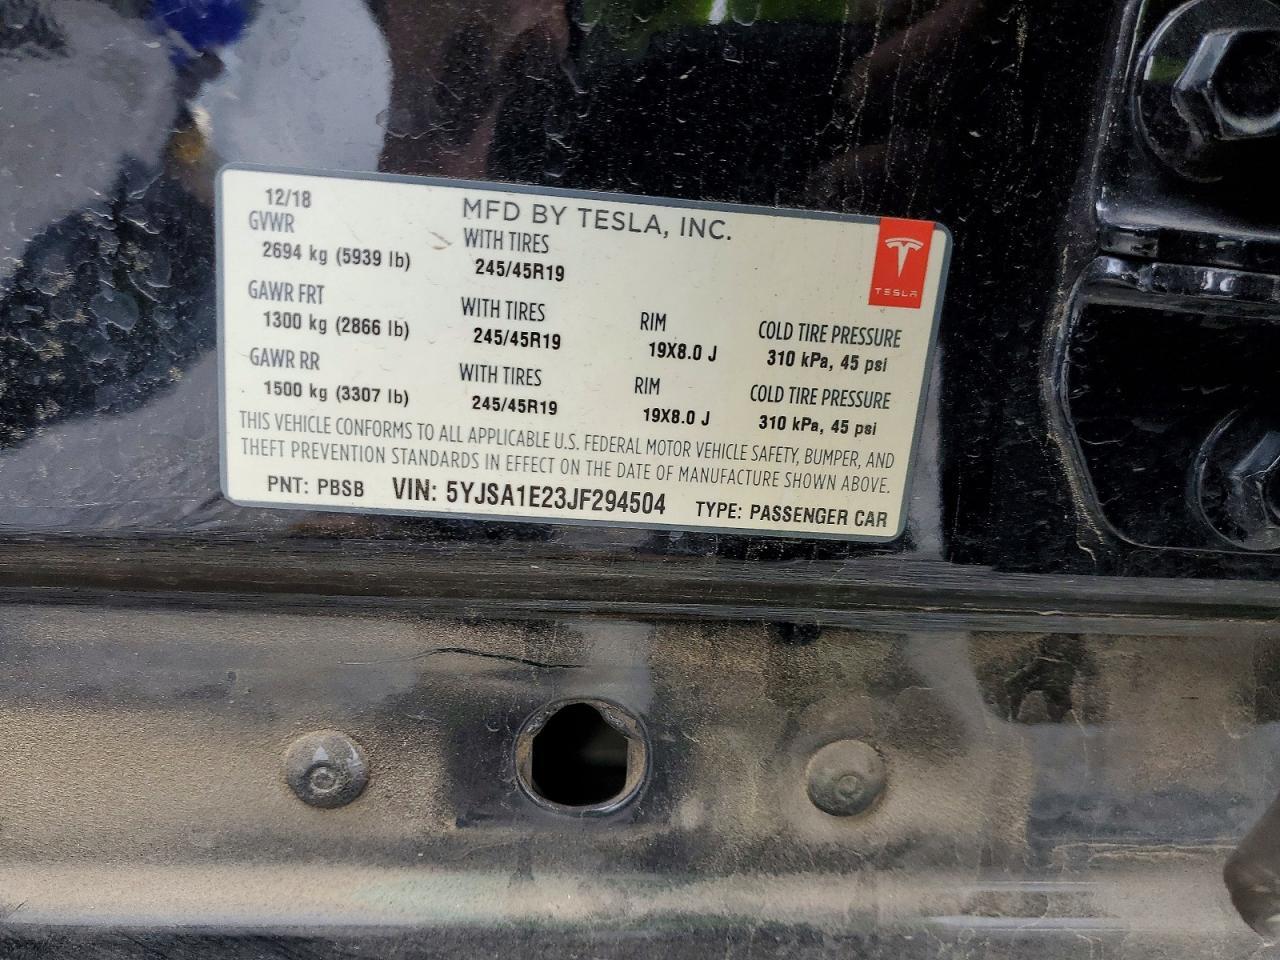 12/18 MFD BY TESLA, INC.
GVWR WITH TIRES
2694 kg (5939 lb) 245/45R19
TESLA
GAWR FRT WITH TIRES RIM COLD TIRE PRESSURE
1300 kg (2866 lb) 245/45R19 19X8.0 J 310 kPa, 45 psi
GAWR RR WITH TIRES RIM COLD TIRE PRESSURE
1500 kg (3307 lb) 245/45R19 19X8.0 J 310 kPa, 45 psi
THIS VEHICLE CONFORMS TO ALL APPLICABLE U.S. FEDERAL MOTOR VEHICLE SAFETY, BUMPER, AND
THEFT PREVENTION STANDARDS IN EFFECT ON THE DATE OF MANUFACTURE SHOWN ABOVE.
PNT: PBSB VIN: 5YJSA1E23JF294504 TYPE: PASSENGER CAR